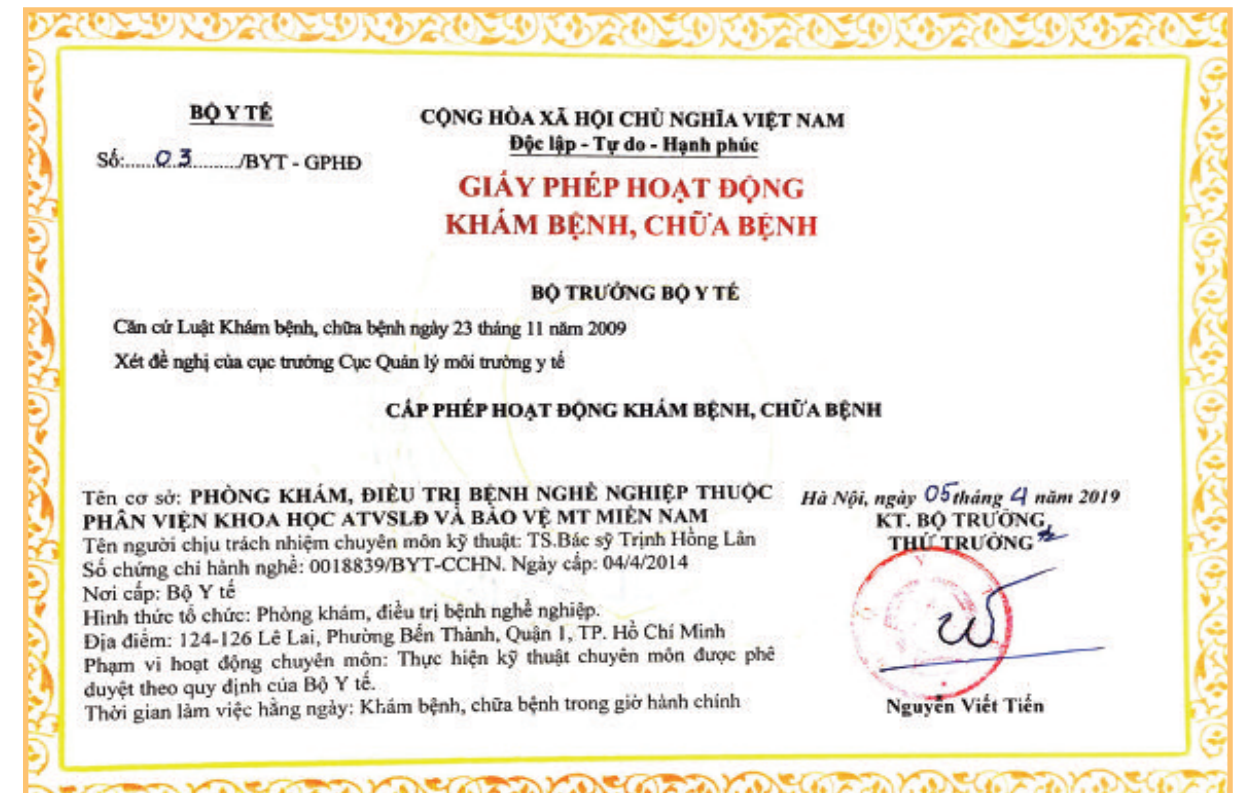 BỘ Y TẾ
Số:......03........./BYT - GPHĐ
CỘNG HÒA XÃ HỘI CHỦ NGHĨA VIỆT NAM
Độc lập - Tự do - Hạnh phúc
GIẤY PHÉP HOẠT ĐỘNG
KHÁM BỆNH, CHỮA BỆNH
BỘ TRƯỞNG BỘ Y TẾ
Căn cứ Luật Khám bệnh, chữa bệnh ngày 23 tháng 11 năm 2009
Xét đề nghị của cục trưởng Cục Quản lý môi trường y tế
CẤP PHÉP HOẠT ĐỘNG KHÁM BỆNH, CHỮA BỆNH
Tên cơ sở: PHÒNG KHÁM, ĐIỀU TRỊ BỆNH NGHỀ NGHIỆP THUỘC
PHÂN VIỆN KHOA HỌC ATVSLĐ VÀ BẢO VỆ MT MIỀN NAM
Tên người chịu trách nhiệm chuyên môn kỹ thuật: TS.Bác sỹ Trịnh Hồng Lân
Số chứng chỉ hành nghề: 0018839/BYT-CCHN. Ngày cấp: 04/4/2014
Nơi cấp: Bộ Y tế
Hình thức tổ chức: Phòng khám, điều trị bệnh nghề nghiệp.
Địa điểm: 124-126 Lê Lai, Phường Bến Thành, Quận 1, TP. Hồ Chí Minh
Phạm vi hoạt động chuyên môn: Thực hiện kỹ thuật chuyên môn được phê
duyệt theo quy định của Bộ Y tế.
Thời gian làm việc hằng ngày: Khám bệnh, chữa bệnh trong giờ hành chính
Hà Nội, ngày 05 tháng 4 năm 2019
KT. BỘ TRƯỞNG
THỨ TRƯỞNG
Nguyễn Viết Tiến